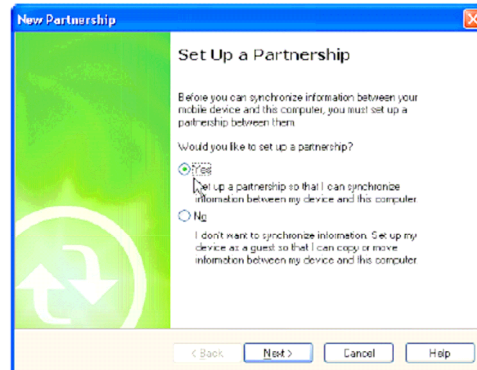 New Partnership
Set Up a Partnership
Before you can synchronize information between your
mobile device and this computer, you must set up a
partnership between them.
Would you like to set up a partnership?
Yes
Set up a partnership so that I can synchronize
information between my device and this computer.
No
I don't want to synchronize information. Set up my
device as a guest so that I can copy or move
information between my device and this computer.
< Back Next > Cancel Help